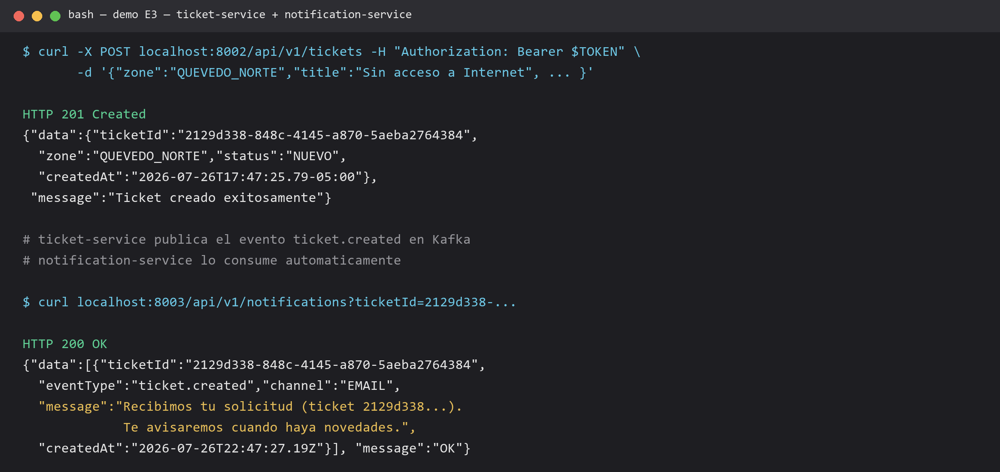 bash — demo E3 — ticket-service + notification-service
$ curl -X POST localhost:8002/api/v1/tickets -H "Authorization: Bearer $TOKEN" \
-d '{"zone":"QUEVEDO_NORTE","title":"Sin acceso a Internet", ... }'
HTTP 201 Created
{"data":{"ticketId":"2129d338-848c-4145-a870-5aeba2764384",
"zone":"QUEVEDO_NORTE","status":"NUEVO",
"createdAt":"2026-07-26T17:47:25.79-05:00"},
"message":"Ticket creado exitosamente"}
# ticket-service publica el evento ticket.created en Kafka
# notification-service lo consume automaticamente
$ curl localhost:8003/api/v1/notifications?ticketId=2129d338-...
HTTP 200 OK
{"data":[{"ticketId":"2129d338-848c-4145-a870-5aeba2764384",
"eventType":"ticket.created","channel":"EMAIL",
"message":"Recibimos tu solicitud (ticket 2129d338...).
Te avisaremos cuando haya novedades.",
"createdAt":"2026-07-26T22:47:27.19Z"}], "message":"OK"}